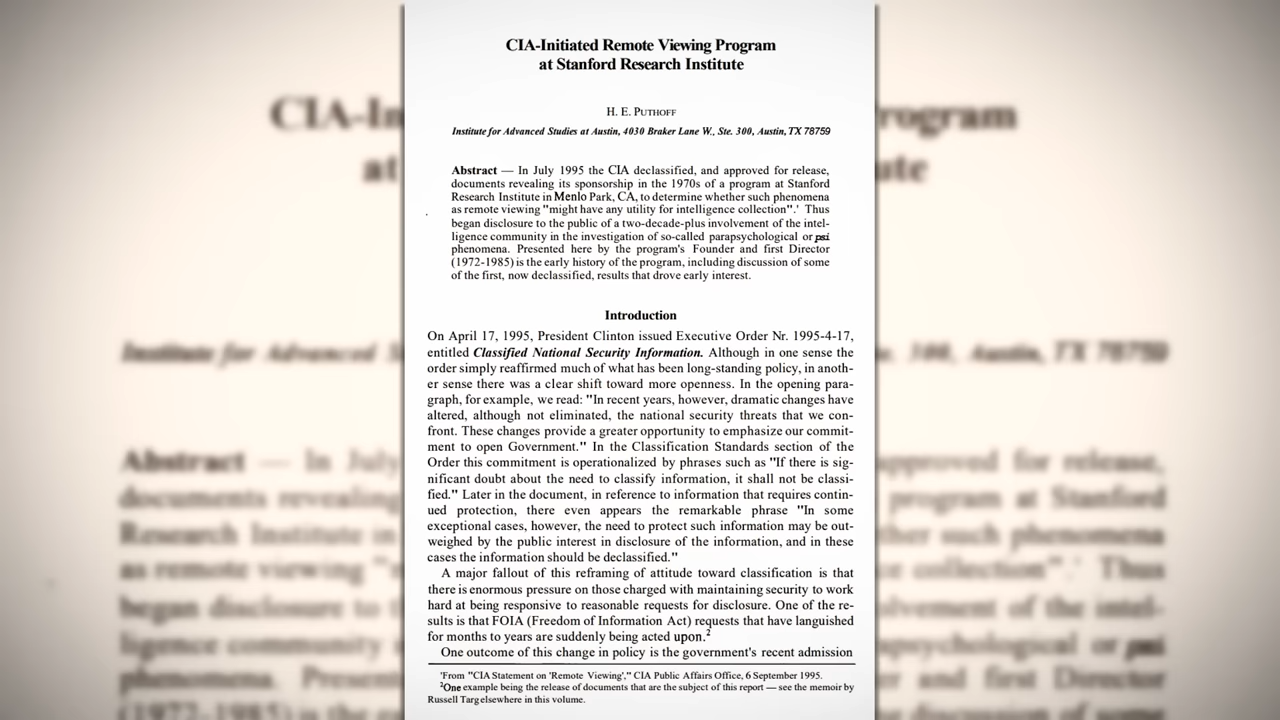 CIA-Initiated Remote Viewing Program
at Stanford Research Institute
H. E. PUTHOFF
Institute for Advanced Studies at Austin, 4030 Braker Lane W., Ste. 300, Austin, TX 78759
Abstract — In July 1995 the CIA declassified, and approved for release,
documents revealing its sponsorship in the 1970s of a program at Stanford
Research Institute in Menlo Park, CA, to determine whether such phenomena
as remote viewing "might have any utility for intelligence collection".' Thus
began disclosure to the public of a two-decade-plus involvement of the intel-
ligence community in the investigation of so-called parapsychological or psi
phenomena. Presented here by the program's Founder and first Director
(1972-1985) is the early history of the program, including discussion of some
of the first, now declassified, results that drove early interest.
Introduction
On April 17, 1995, President Clinton issued Executive Order Nr. 1995-4-17,
entitled Classified National Security Information. Although in one sense the
order simply reaffirmed much of what has been long-standing policy, in anoth-
er sense there was a clear shift toward more openness. In the opening para-
graph, for example, we read: "In recent years, however, dramatic changes have
altered, although not eliminated, the national security threats that we con-
front. These changes provide a greater opportunity to emphasize our commit-
ment to open Government." In the Classification Standards section of the
Order this commitment is operationalized by phrases such as "If there is sig-
nificant doubt about the need to classify information, it shall not be classi-
fied." Later in the document, in reference to information that requires contin-
ued protection, there even appears the remarkable phrase "In some
exceptional cases, however, the need to protect such information may be out-
weighed by the public interest in disclosure of the information, and in these
cases the information should be declassified."
A major fallout of this reframing of attitude toward classification is that
there is enormous pressure on those charged with maintaining security to work
hard at being responsive to reasonable requests for disclosure. One of the re-
sults is that FOIA (Freedom of Information Act) requests that have languished
for months to years are suddenly being acted upon.2
One outcome of this change in policy is the government's recent admission
'From "CIA Statement on 'Remote Viewing'," CIA Public Affairs Office, 6 September 1995.
2One example being the release of documents that are the subject of this report — see the memoir by
Russell Targ elsewhere in this volume.